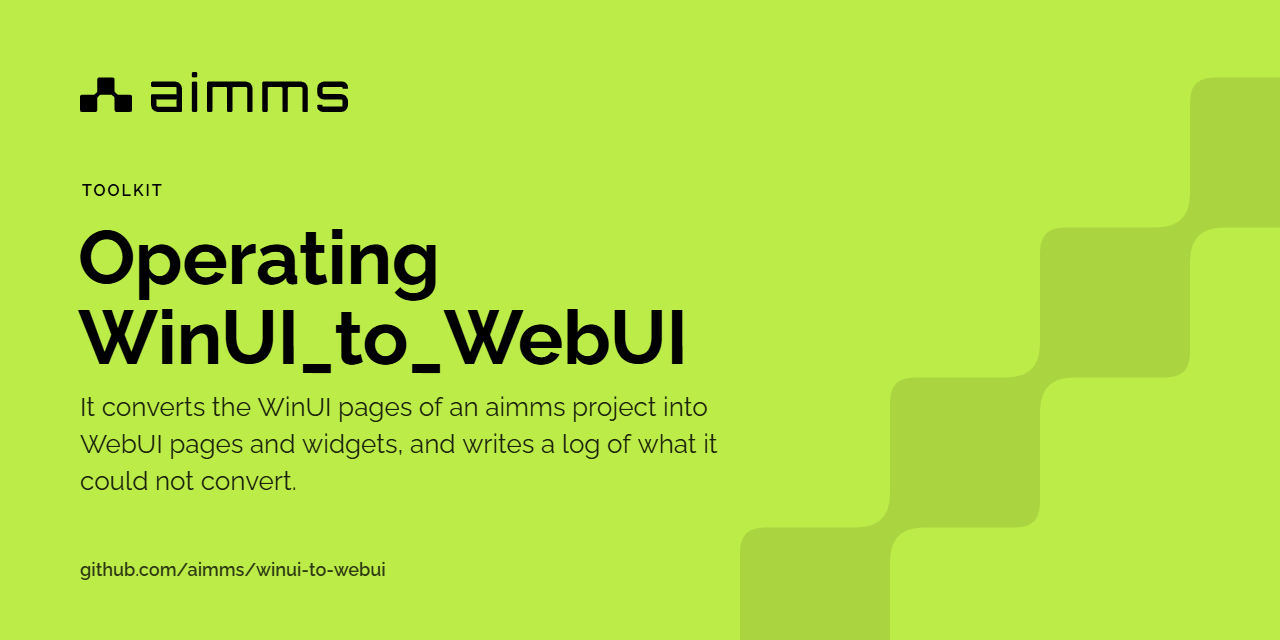 aimms
TOOLKIT
Operating
WinUI_to_WebUI
It converts the WinUI pages of an aimms project into
WebUI pages and widgets, and writes a log of what it
could not convert.
github.com/aimms/winui-to-webui